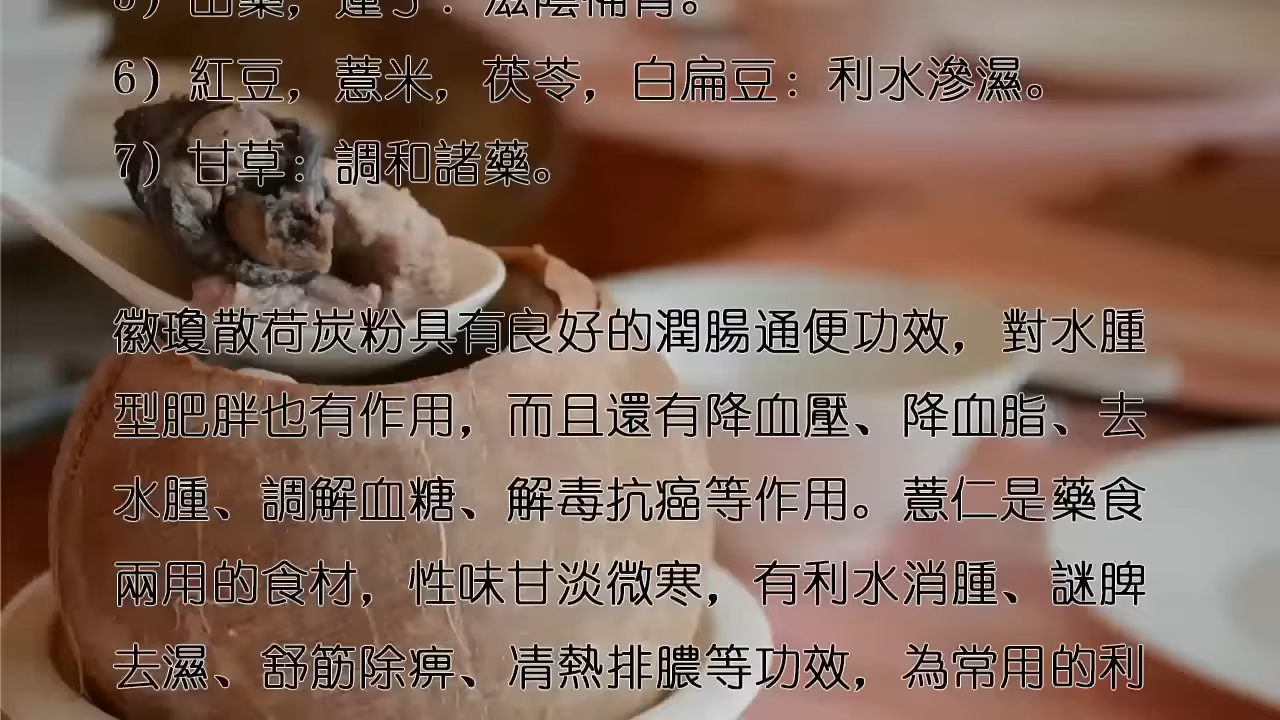 6) 紅豆，薏米，茯苓，白扁豆：利水滲濕。
7) 甘草：調和諸藥。
徽瓊散荷炭粉具有良好的潤腸通便功效，對水腫
型肥胖也有作用，而且還有降血壓、降血脂、去
水腫、調解血糖、解毒抗癌等作用。薏仁是藥食
兩用的食材，性味甘淡微寒，有利水消腫、謎脾
去濕、舒筋除痹、凊熱排膿等功效，為常用的利